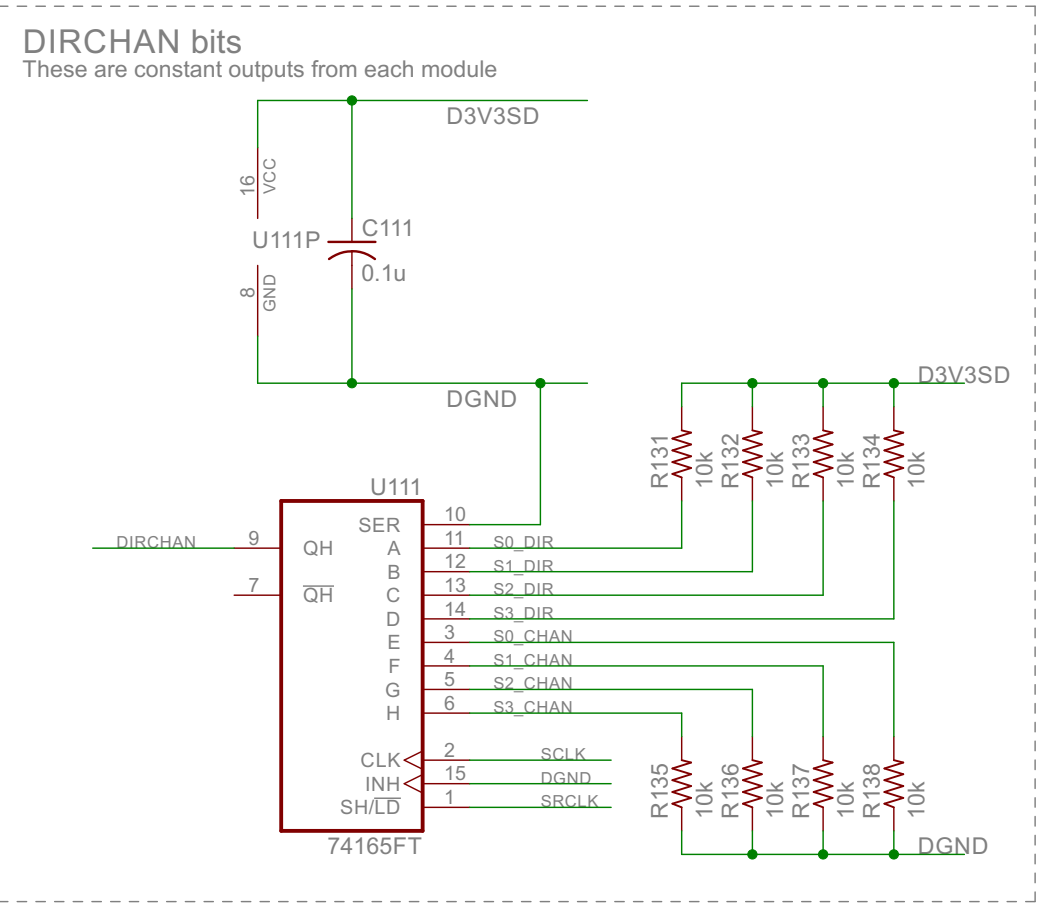 DIRCHAN bits
These are constant outputs from each module
D3V3SD
16
VCC
U111P
C111
0.1u
8
GND
DGND
D3V3SD
R131
10k
R132
10k
R133
10k
R134
10k
U111
SER 10
DIRCHAN 9 QH
A 11 S0_DIR
B 12 S1_DIR
7 QH
C 13 S2_DIR
D 14 S3_DIR
E 3 S0_CHAN
F 4 S1_CHAN
G 5 S2_CHAN
H 6 S3_CHAN
CLK 2 SCLK
INH 15 DGND
SH/LD 1 SRCLK
74165FT
R135
10k
R136
10k
R137
10k
R138
10k
DGND